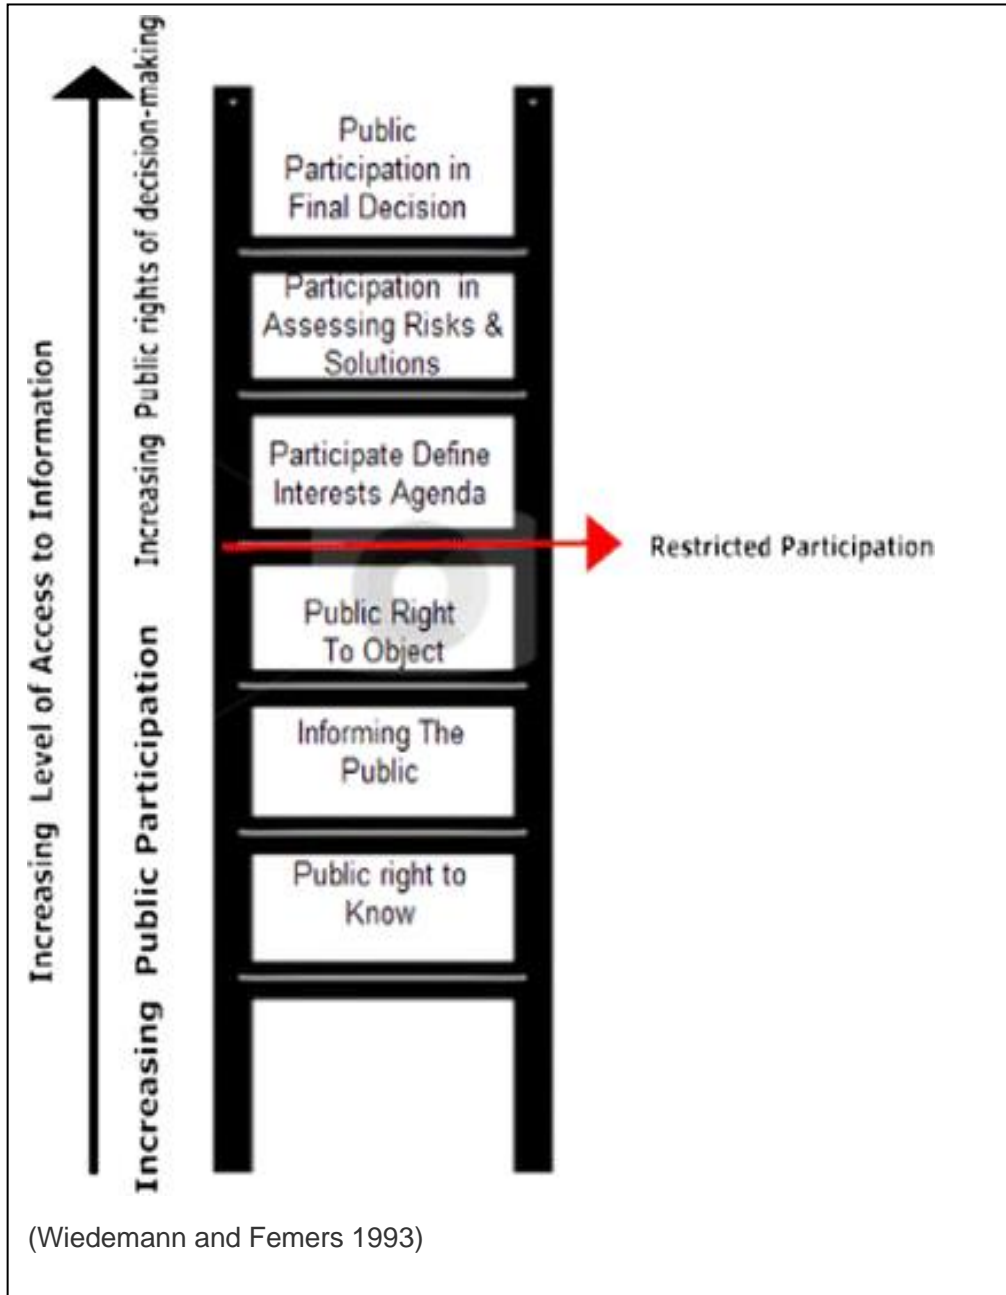 Increasing Level of Access to Information
Increasing Public Participation
Increasing Public rights of decision-making
Public
Participation in
Final Decision
Participation in
Assessing Risks &
Solutions
Participate Define
Interests Agenda
Restricted Participation
Public Right
To Object
Informing The
Public
Public right to
Know
(Wiedemann and Femers 1993)